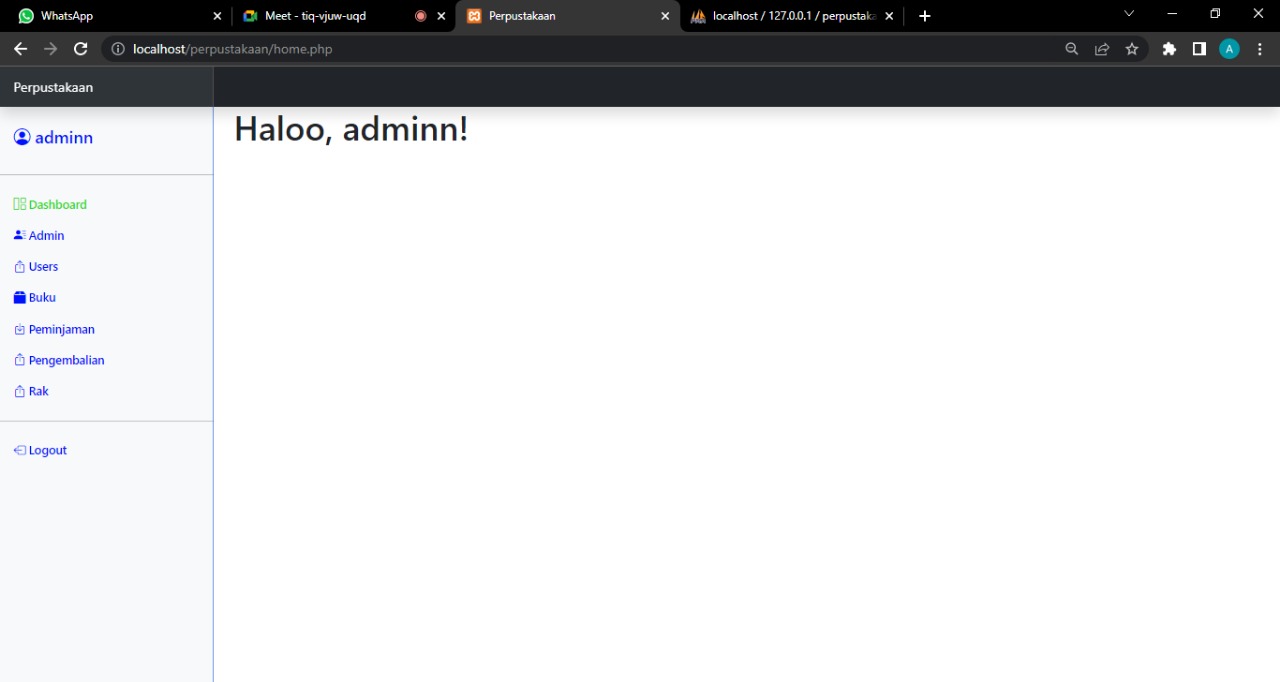 WhatsApp
Meet - tiq-vjuw-uqd
Perpustakaan
localhost / 127.0.0.1 / perpustaka
localhost/perpustakaan/home.php
A
Perpustakaan
adminn
Haloo, adminn!
Dashboard
Admin
Users
Buku
Peminjaman
Pengembalian
Rak
Logout